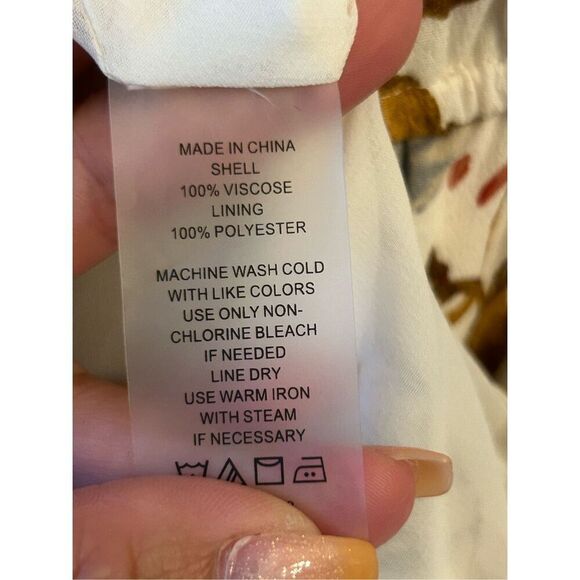 MADE IN CHINA
SHELL
100% VISCOSE
LINING
100% POLYESTER
MACHINE WASH COLD
WITH LIKE COLORS
USE ONLY NON-
CHLORINE BLEACH
IF NEEDED
LINE DRY
USE WARM IRON
WITH STEAM
IF NECESSARY